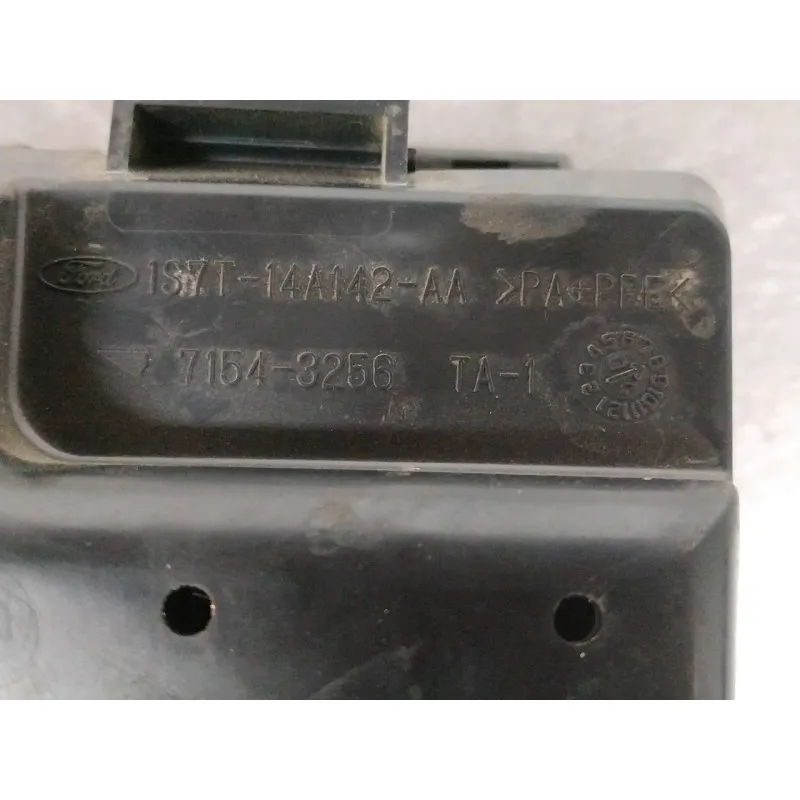 Ford 1S7T-14A142-AA >PA+PPE<
7154-3256 TA-1